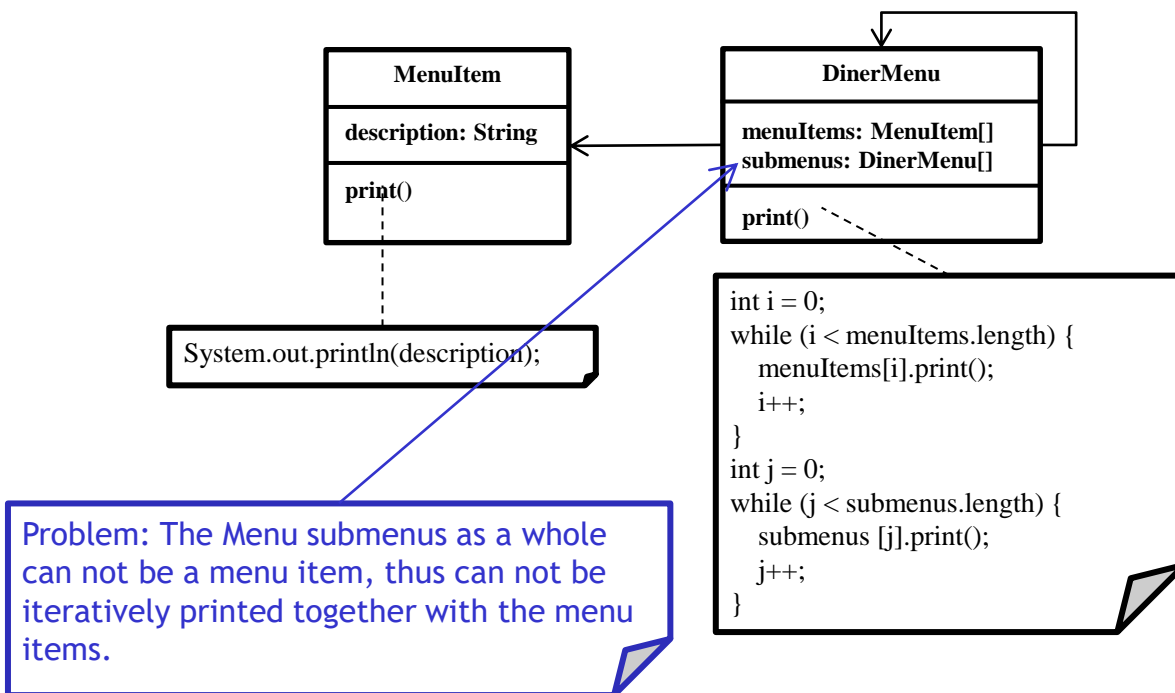 MenuItem
description: String
print()
DinerMenu
menuItems: MenuItem[]
submenus: DinerMenu[]
print()
System.out.println(description);
int i = 0;
while (i < menuItems.length) {
menuItems[i].print();
i++;
}
int j = 0;
while (j < submenus.length) {
submenus [j].print();
j++;
}
Problem: The Menu submenus as a whole
can not be a menu item, thus can not be
iteratively printed together with the menu
items.